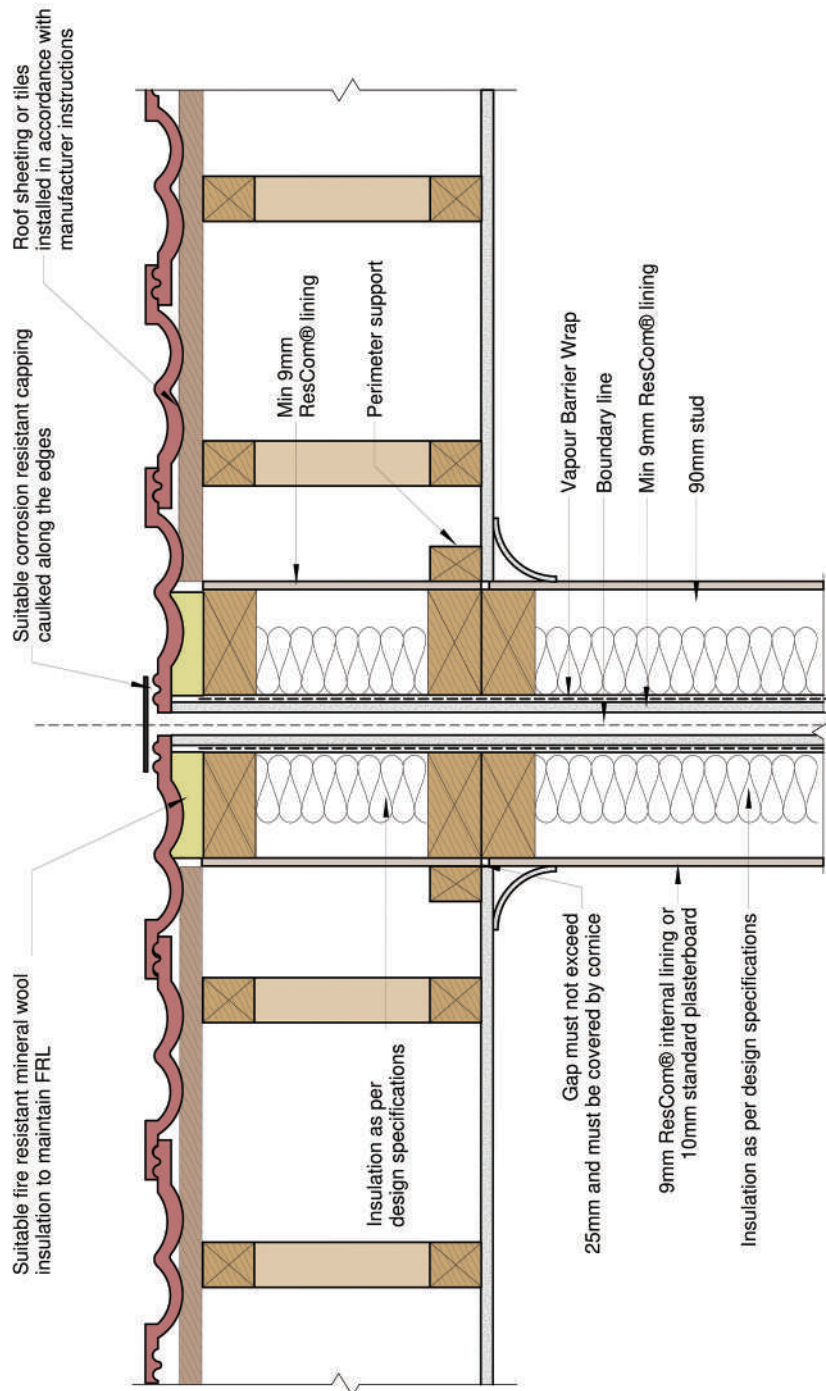 Suitable fire resistant mineral wool
insulation to maintain FRL
Suitable corrosion resistant capping
caulked along the edges
Roof sheeting or tiles
installed in accordance with
manufacturer instructions
Insulation as per
design specifications
Min 9mm
ResCom® lining
Perimeter support
Gap must not exceed
25mm and must be covered by cornice
9mm ResCom® internal lining or
10mm standard plasterboard
Insulation as per design specifications
Vapour Barrier Wrap
Boundary line
Min 9mm ResCom® lining
90mm stud